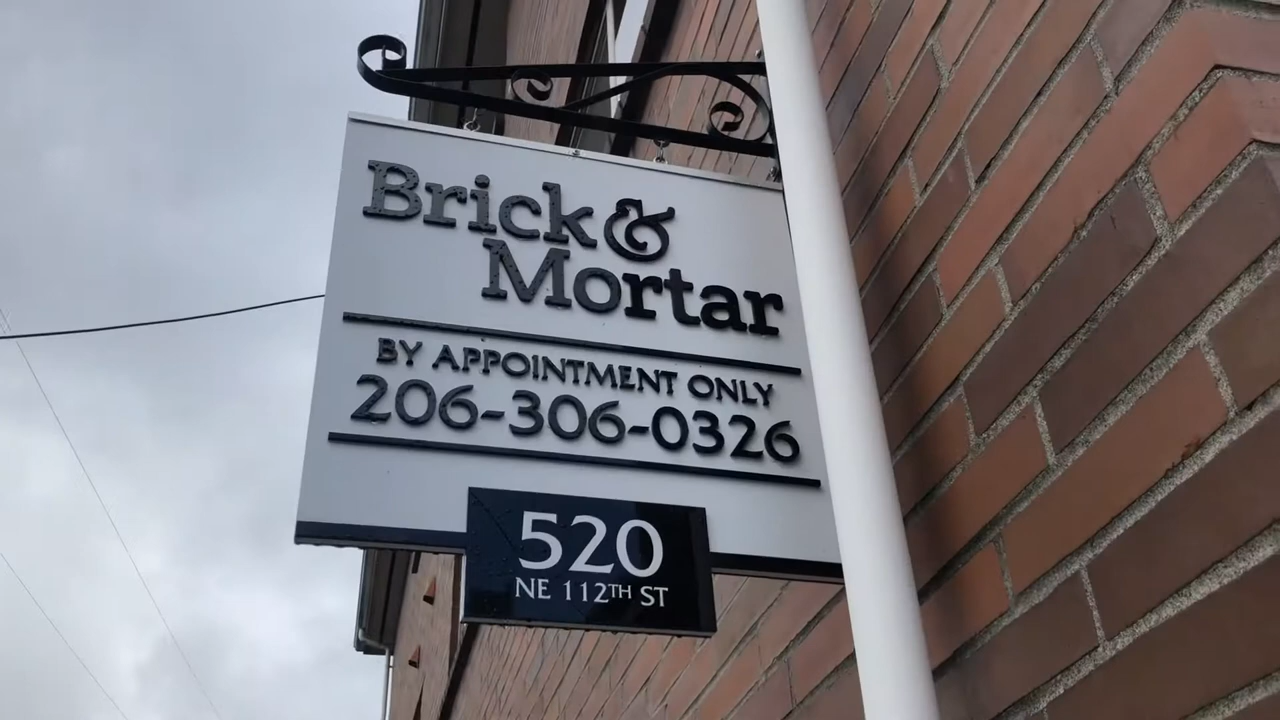 Brick &
Mortar
BY APPOINTMENT ONLY
206-306-0326
520
NE 112TH ST